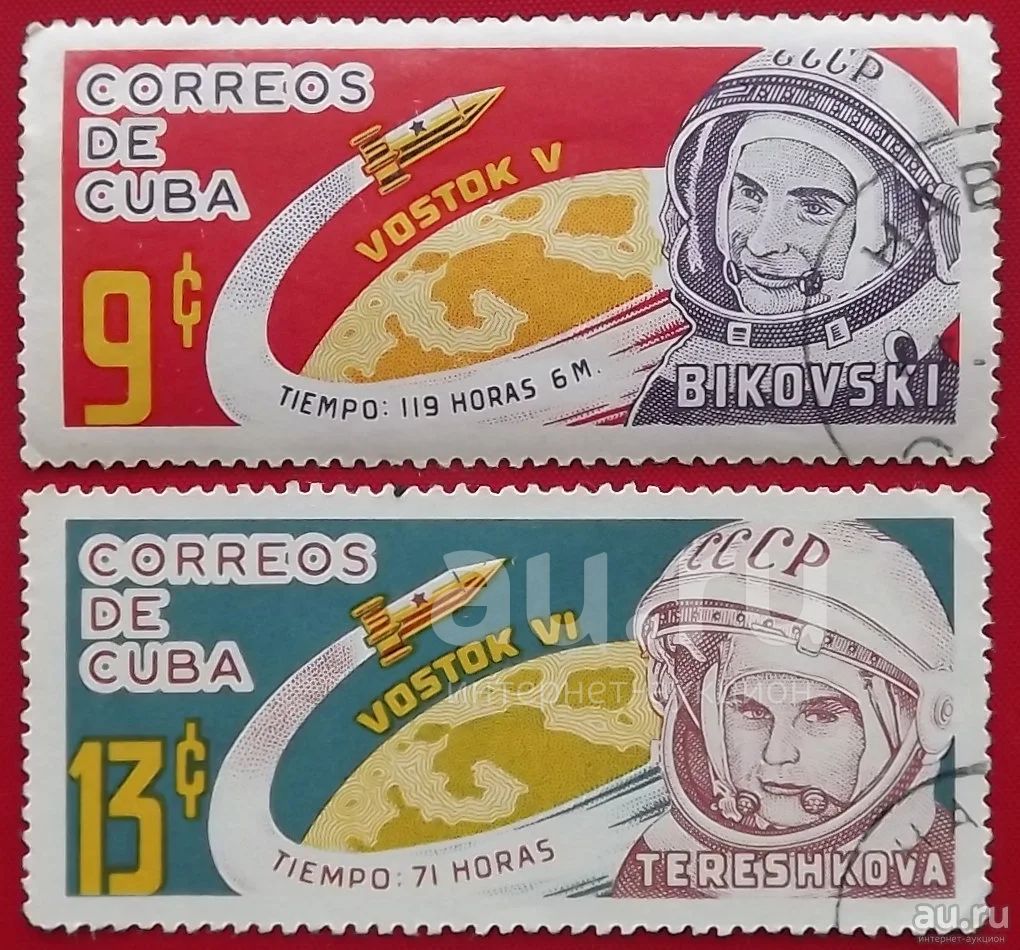 CORREOS
DE
CUBA
9¢
VOSTOK V
TIEMPO: 119 HORAS 6 M.
CCCP
BIKOVSKI
CORREOS
DE
CUBA
13¢
VOSTOK VI
TIEMPO: 71 HORAS
CCCP
TERESHKOVA
au.ru
интернет-аукцион
au.ru
интернет-аукцион